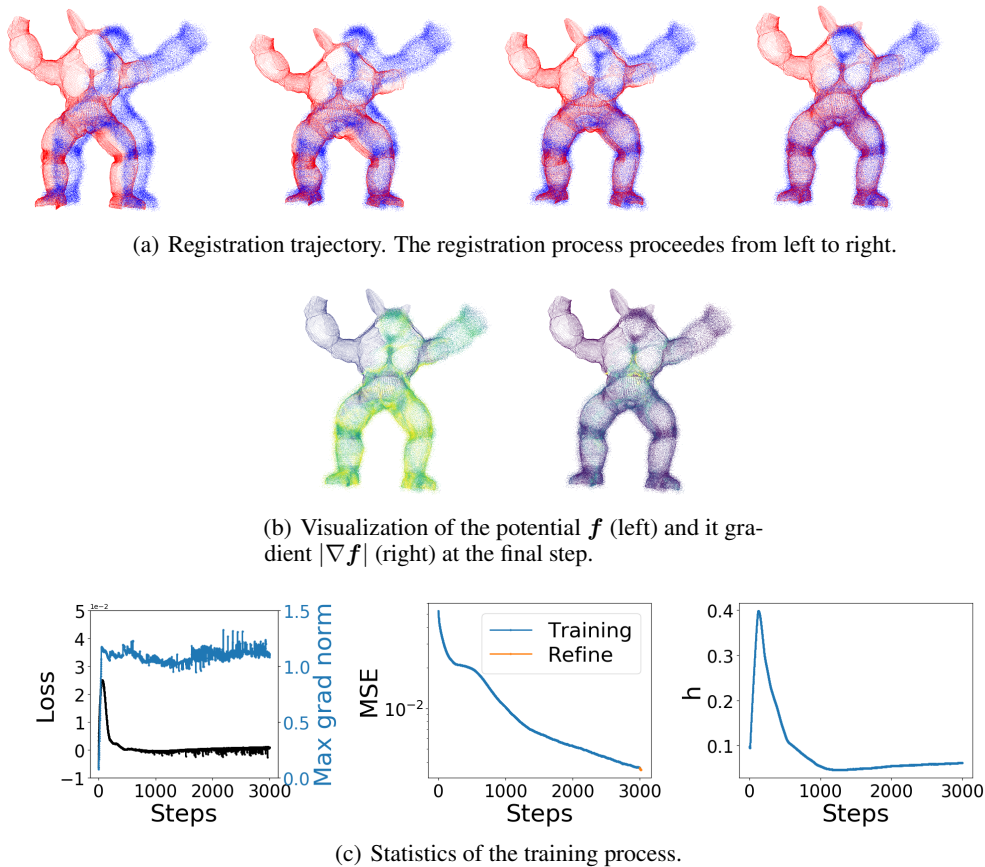 (a) Registration trajectory. The registration process proceedes from left to right.
(b) Visualization of the potential f (left) and it gra-
dient |∇f| (right) at the final step.
1e−2
5
4
3
2
1
0
−1
Loss
1.5
1.0
0.5
0.0
Max grad norm
0 1000 2000 3000
Steps
MSE
10⁻²
Training
Refine
0 1000 2000 3000
Steps
h
0.4
0.3
0.2
0.1
0 1000 2000 3000
Steps
(c) Statistics of the training process.